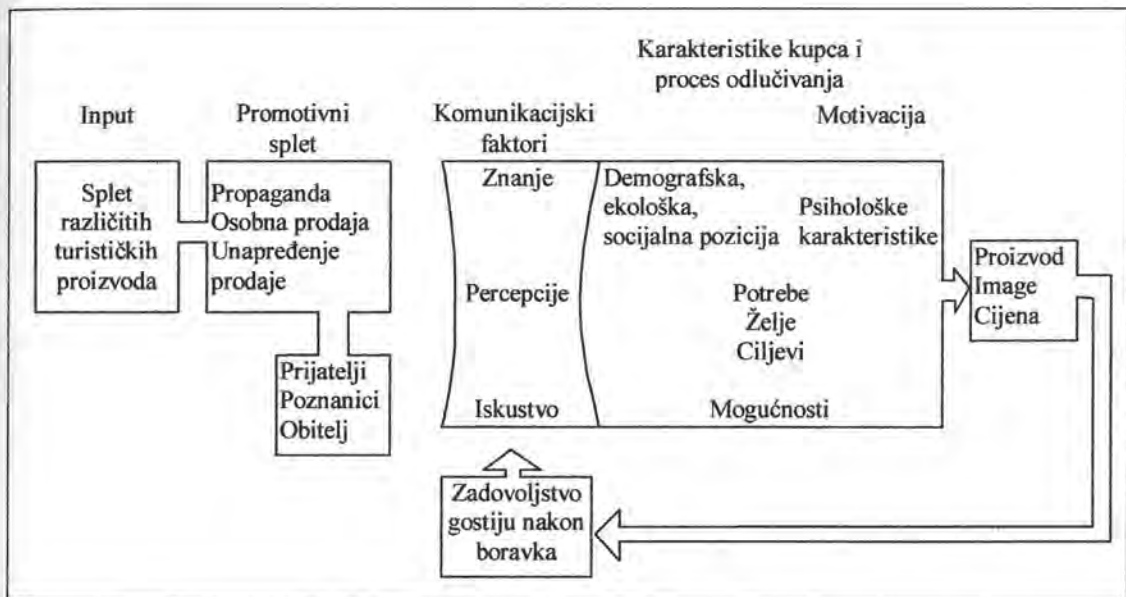 Karakteristike kupca i
proces odlučivanja
Input
Promotivni
splet
Komunikacijski
faktori
Motivacija
Splet
različitih
turističkih
proizvoda
Propaganda
Osobna prodaja
Unapređenje
prodaje
Prijatelji
Poznanici
Obitelj
Znanje
Percepcije
Iskustvo
Demografska,
ekološka,
socijalna pozicija
Psihološke
karakteristike
Potrebe
Želje
Ciljevi
Mogućnosti
Proizvod
Image
Cijena
Zadovoljstvo
gostiju nakon
boravka